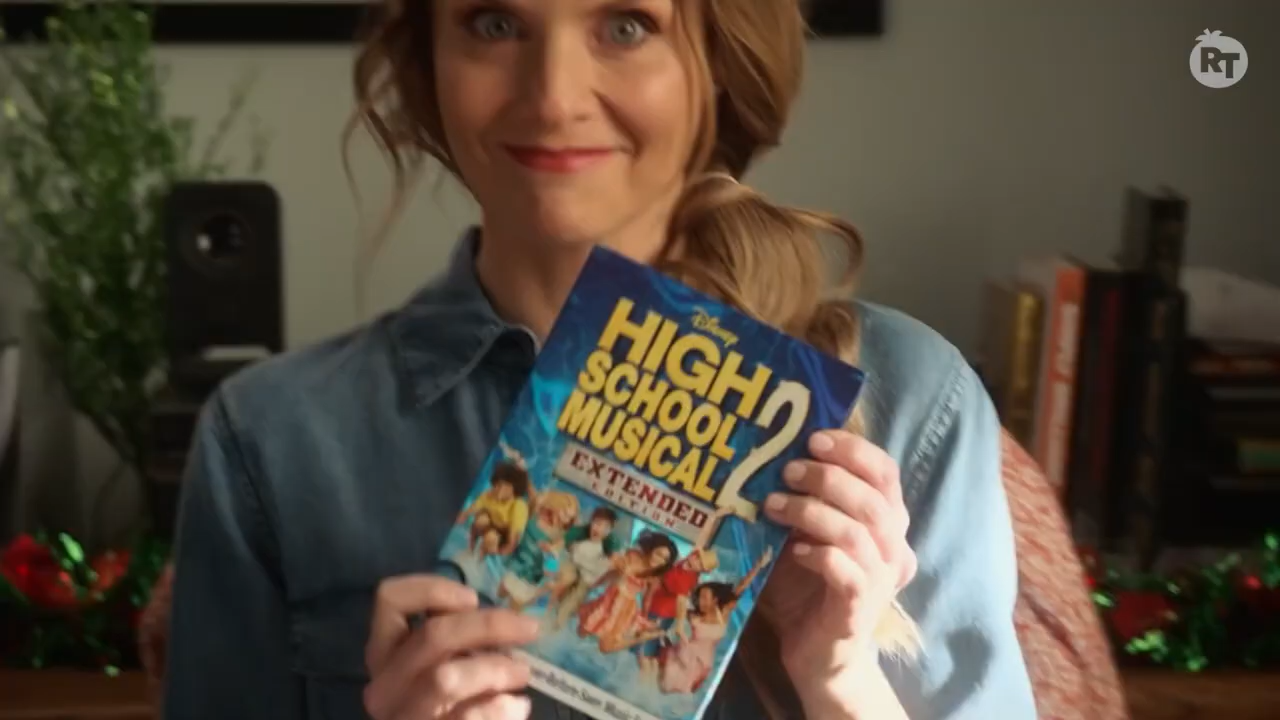 RT
Disney
HIGH
SCHOOL
MUSICAL 2
EXTENDED
EDITION